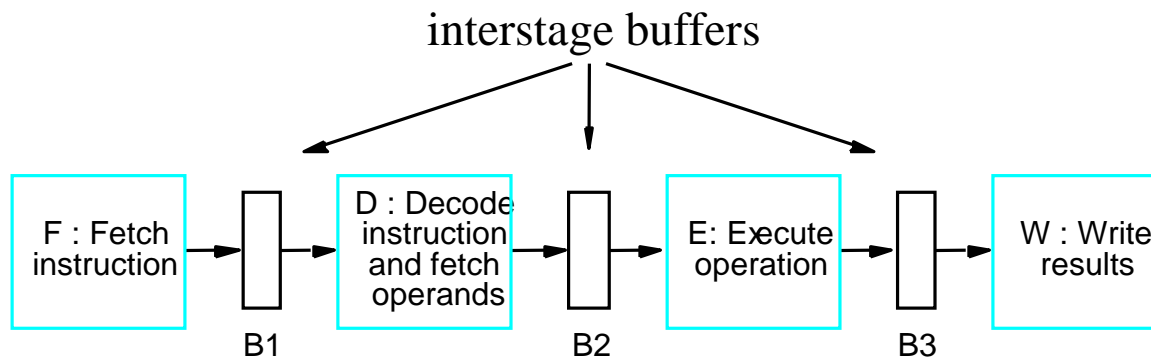 interstage buffers
F : Fetch
instruction
D : Decode
instruction
and fetch
operands
E: Execute
operation
W : Write
results
B1
B2
B3